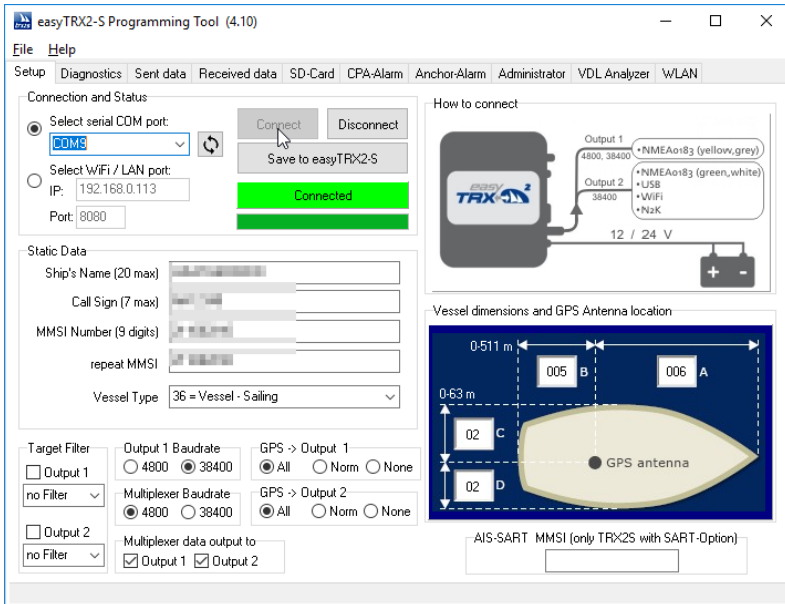 easyTRX2-S Programming Tool (4.10)
File Help
Setup Diagnostics Sent data Received data SD-Card CPA-Alarm Anchor-Alarm Administrator VDL Analyzer WLAN
Connection and Status
Select serial COM port:
COM9
Connect Disconnect
Save to easyTRX2-S
Select WiFi / LAN port:
IP: 192.168.0.113
Port: 8080
Connected
How to connect
easy
TRX 2
Output 1
4800, 38400
•NMEA0183 (yellow,grey)
Output 2
38400
•NMEA0183 (green,white)
•USB
•WiFi
•N2K
12 / 24 V
+ -
Static Data
Ship's Name (20 max)
Call Sign (7 max)
MMSI Number (9 digits)
repeat MMSI
Vessel Type 36 = Vessel - Sailing
Vessel dimensions and GPS Antenna location
0-511 m
005 B 006 A
0-63 m
02 C
GPS antenna
02 D
Target Filter
Output 1
no Filter
Output 2
no Filter
Output 1 Baudrate
4800 38400
Multiplexer Baudrate
4800 38400
Multiplexer data output to
Output 1 Output 2
GPS -> Output 1
All Norm None
GPS -> Output 2
All Norm None
AIS-SART MMSI (only TRX2S with SART-Option)